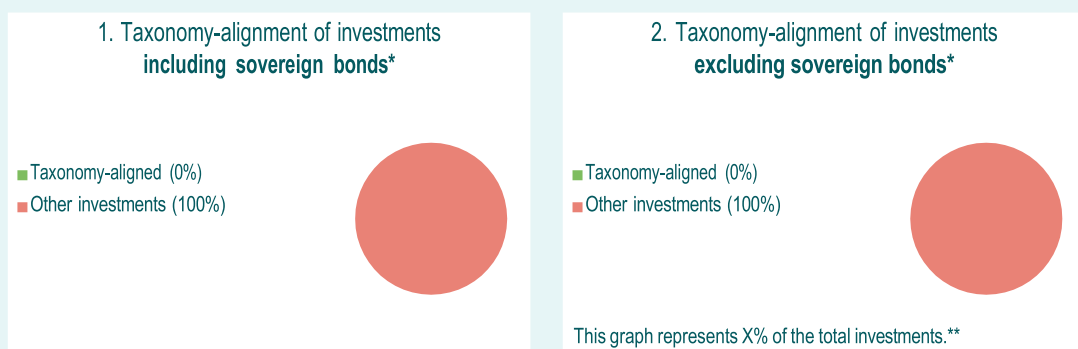 1. Taxonomy-alignment of investments
including sovereign bonds*
Taxonomy-aligned (0%)
Other investments (100%)
2. Taxonomy-alignment of investments
excluding sovereign bonds*
Taxonomy-aligned (0%)
Other investments (100%)
This graph represents X% of the total investments.**